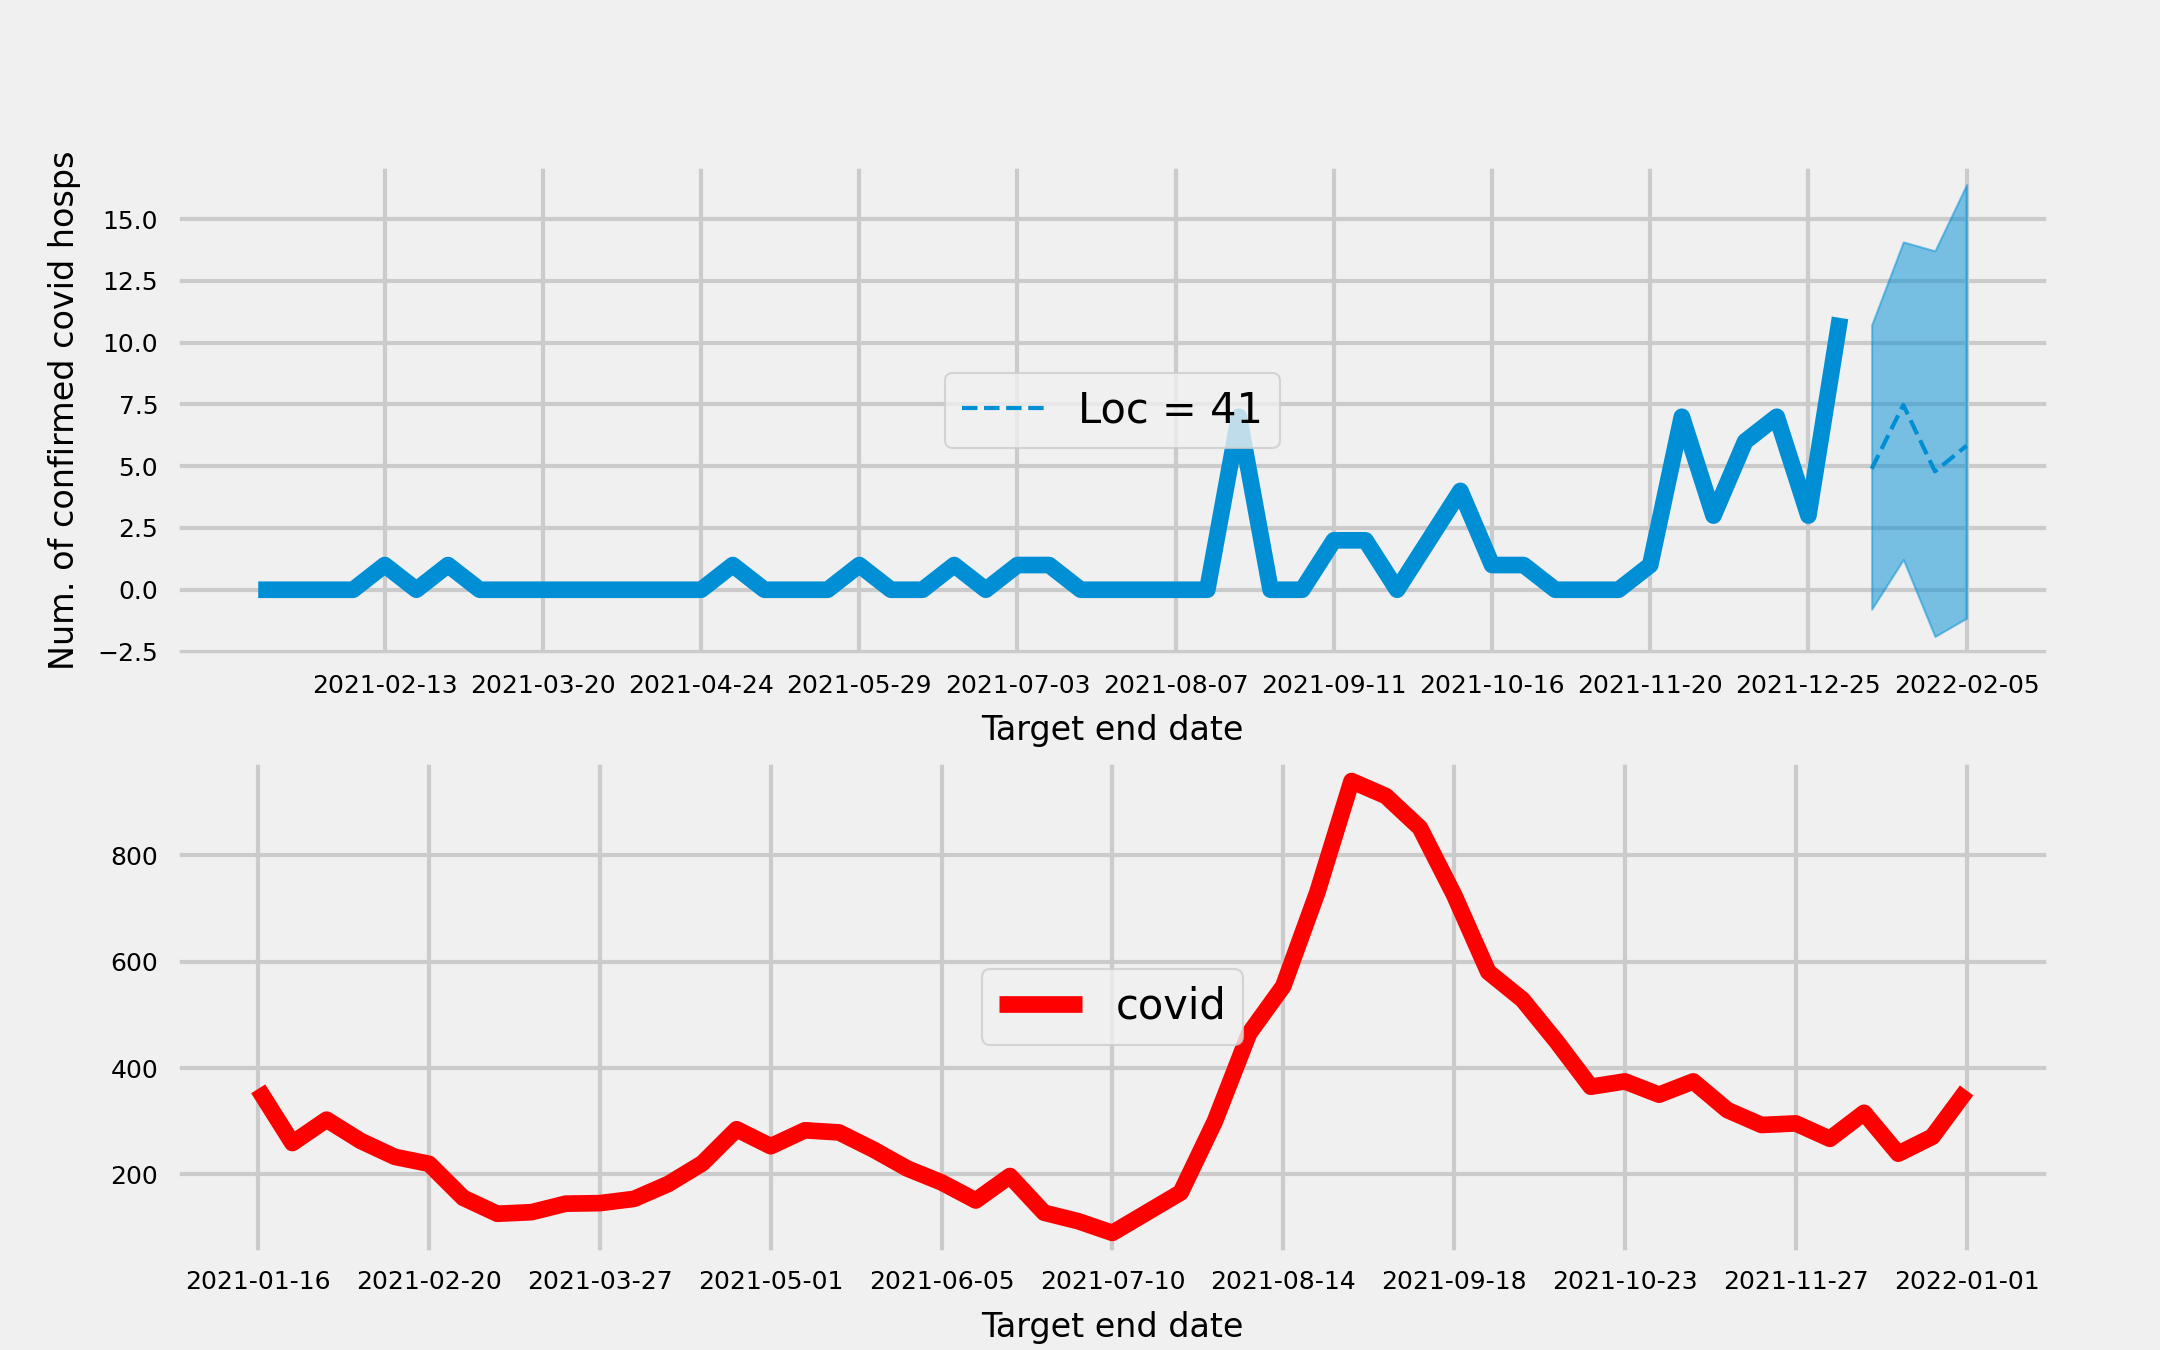 Num. of confirmed covid hosps
15.0
12.5
10.0
7.5
5.0
2.5
0.0
−2.5
Loc = 41
2021-02-13 2021-03-20 2021-04-24 2021-05-29 2021-07-03 2021-08-07 2021-09-11 2021-10-16 2021-11-20 2021-12-25 2022-02-05
Target end date
800
600
400
200
covid
2021-01-16 2021-02-20 2021-03-27 2021-05-01 2021-06-05 2021-07-10 2021-08-14 2021-09-18 2021-10-23 2021-11-27 2022-01-01
Target end date